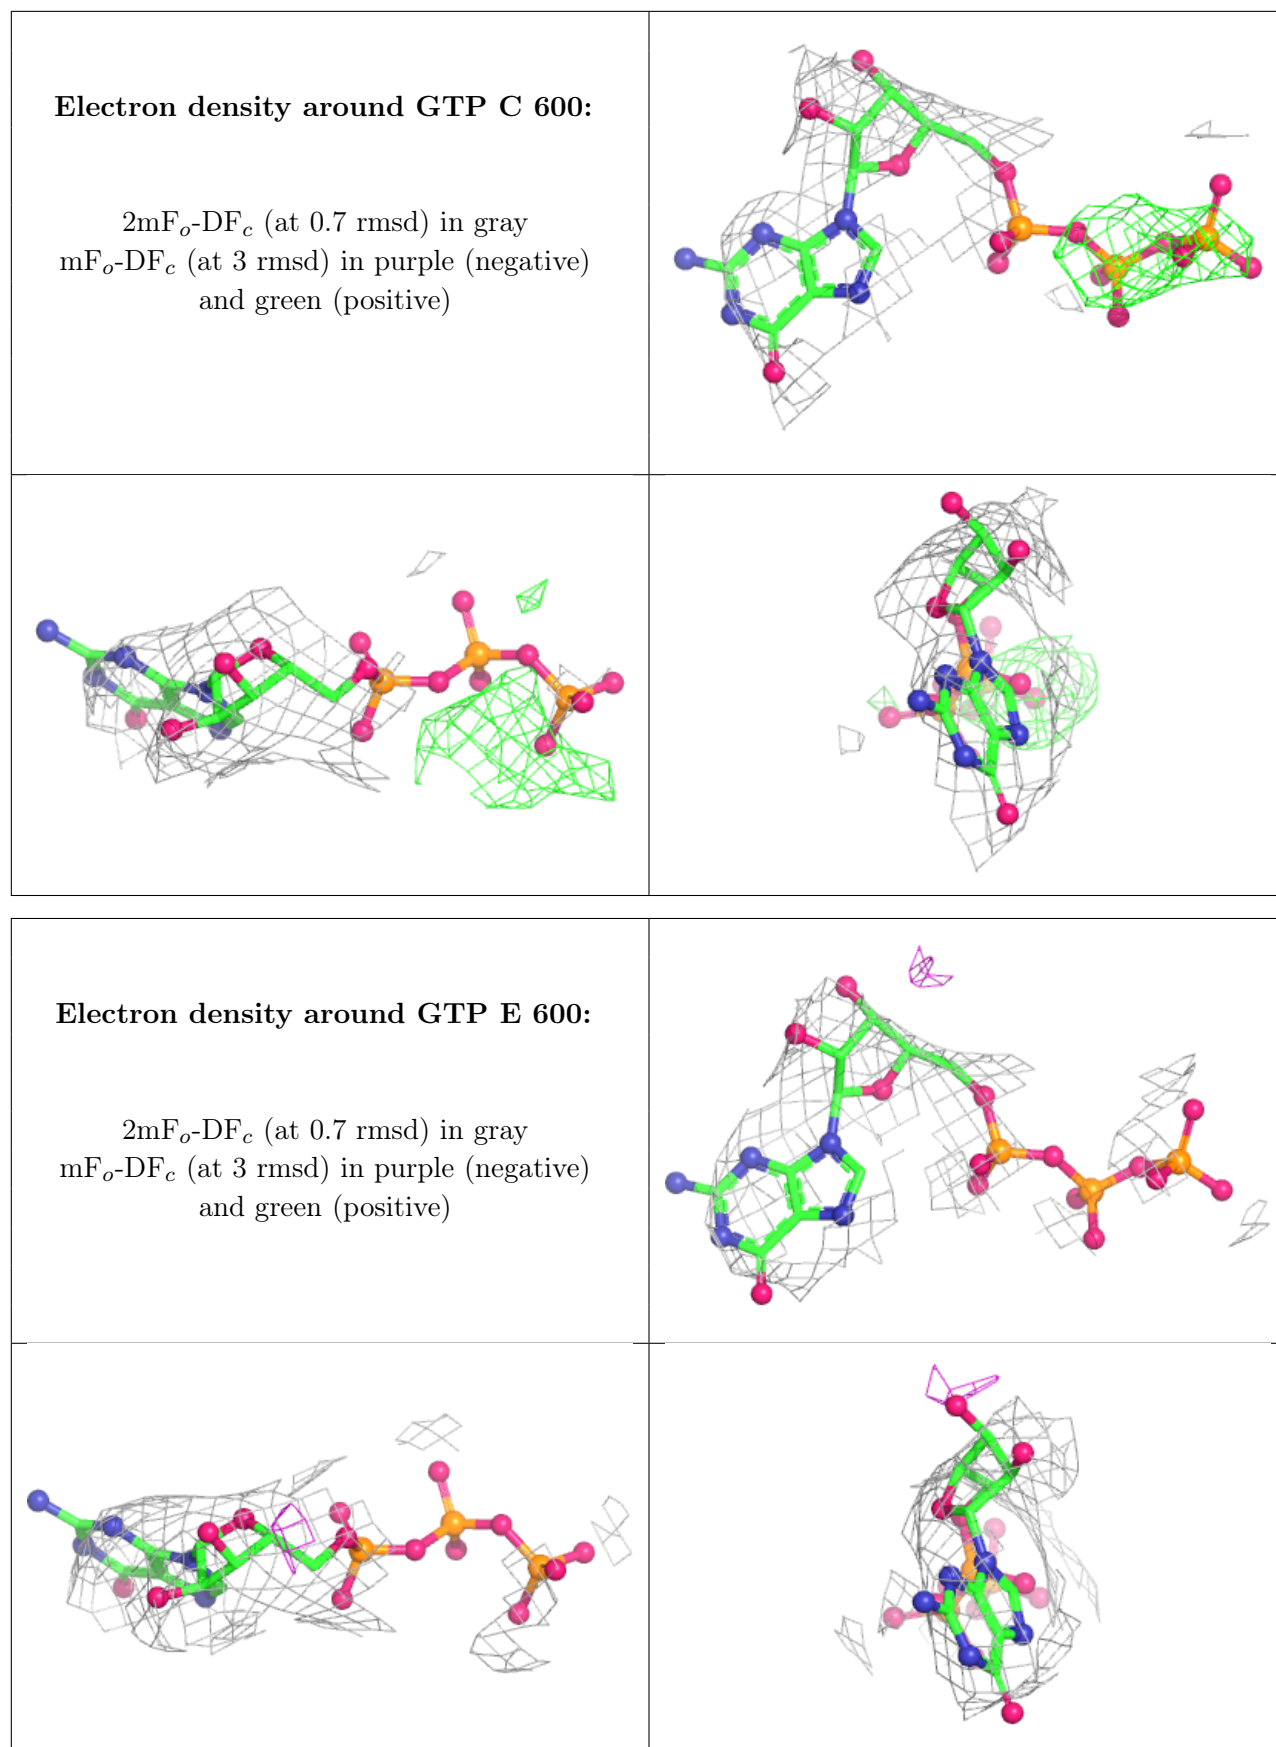 Electron density around GTP C 600:
2mFₒ-DF𝒸 (at 0.7 rmsd) in gray
mFₒ-DF𝒸 (at 3 rmsd) in purple (negative)
and green (positive)
Electron density around GTP E 600:
2mFₒ-DF𝒸 (at 0.7 rmsd) in gray
mFₒ-DF𝒸 (at 3 rmsd) in purple (negative)
and green (positive)